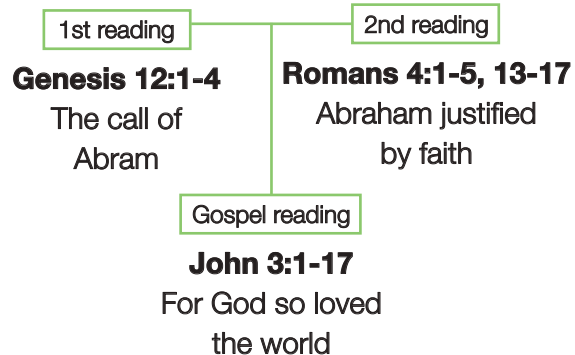 1st reading
Genesis 12:1-4
The call of
Abram
2nd reading
Romans 4:1-5, 13-17
Abraham justified
by faith
Gospel reading
John 3:1-17
For God so loved
the world